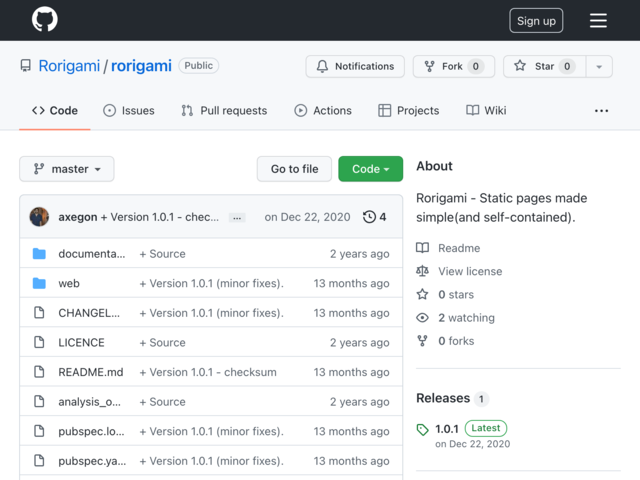 Sign up
Rorigami / rorigami Public
Notifications
Fork 0
Star 0
Code
Issues
Pull requests
Actions
Projects
Wiki
master
Go to file
Code
axegon + Version 1.0.1 - chec... ... on Dec 22, 2020 4
documenta... + Source 2 years ago
web + Version 1.0.1 (minor fixes). 13 months ago
CHANGEL... + Version 1.0.1 (minor fixes). 13 months ago
LICENCE + Source 2 years ago
README.md + Version 1.0.1 - checksum 13 months ago
analysis_o... + Source 2 years ago
pubspec.lo... + Version 1.0.1 (minor fixes). 13 months ago
pubspec.ya... + Version 1.0.1 (minor fixes). 13 months ago
About
Rorigami - Static pages made
simple(and self-contained).
Readme
View license
0 stars
2 watching
0 forks
Releases 1
1.0.1 Latest
on Dec 22, 2020